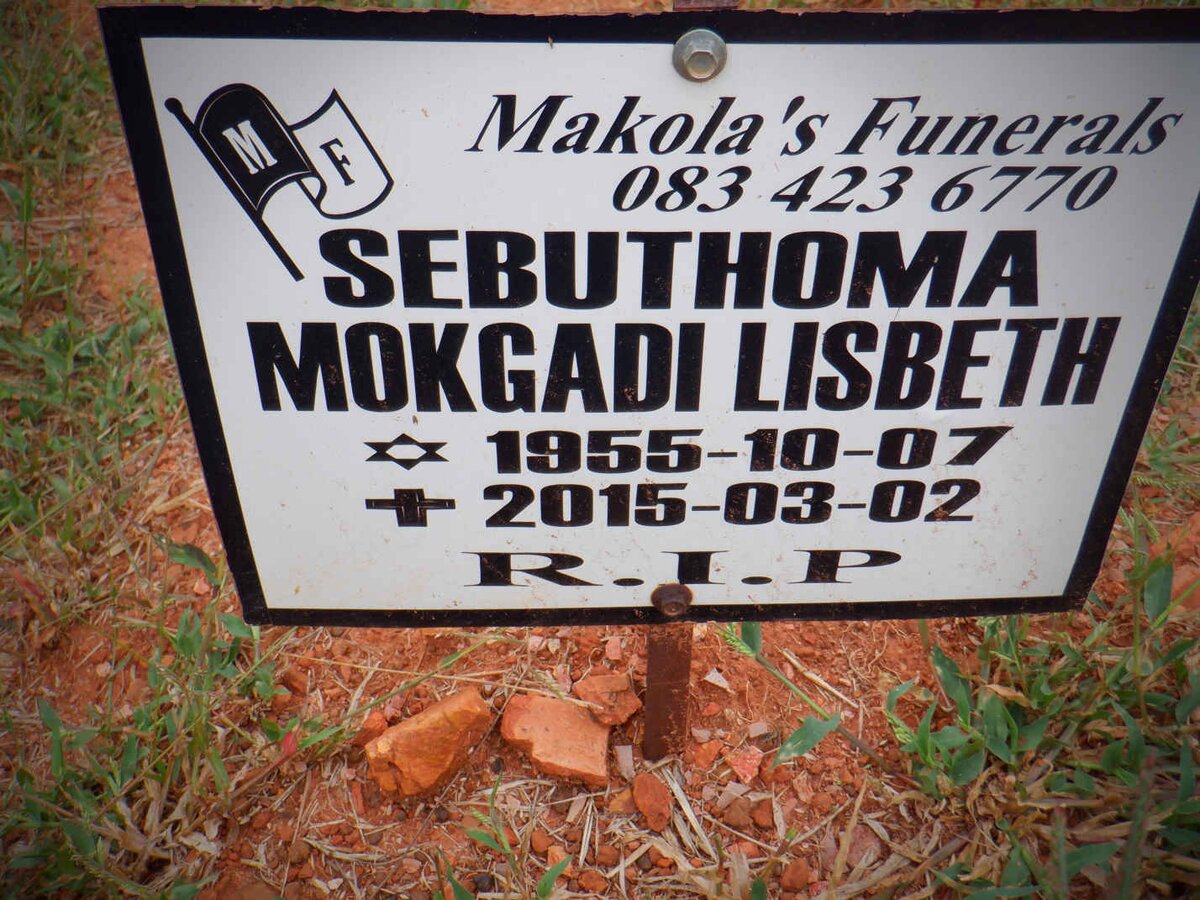 M F
Makola's Funerals
083 423 6770
SEBUTHOMA
MOKGADI LISBETH
1955-10-07
2015-03-02
R.I.P